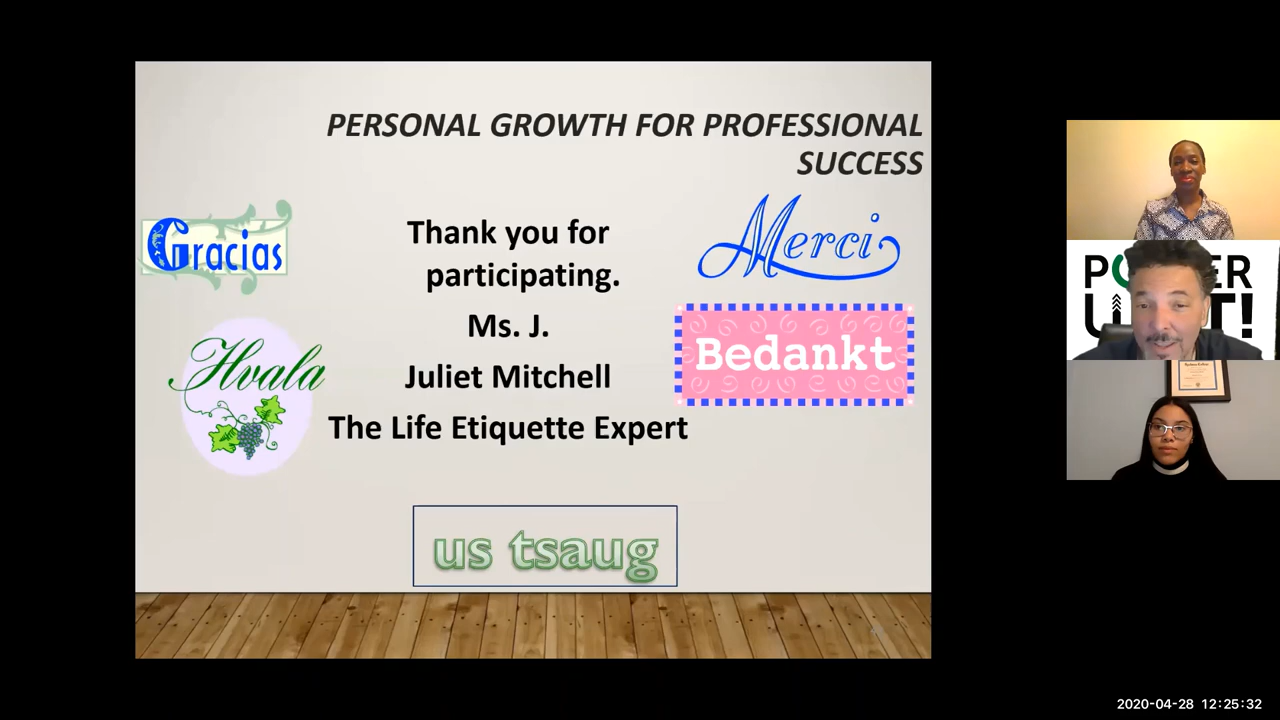 PERSONAL GROWTH FOR PROFESSIONAL
SUCCESS
Gracias
Thank you for
participating.
Merci
Ms. J.
Hvala
Bedankt
Juliet Mitchell
The Life Etiquette Expert
us tsaug
2020-04-28 12:25:32